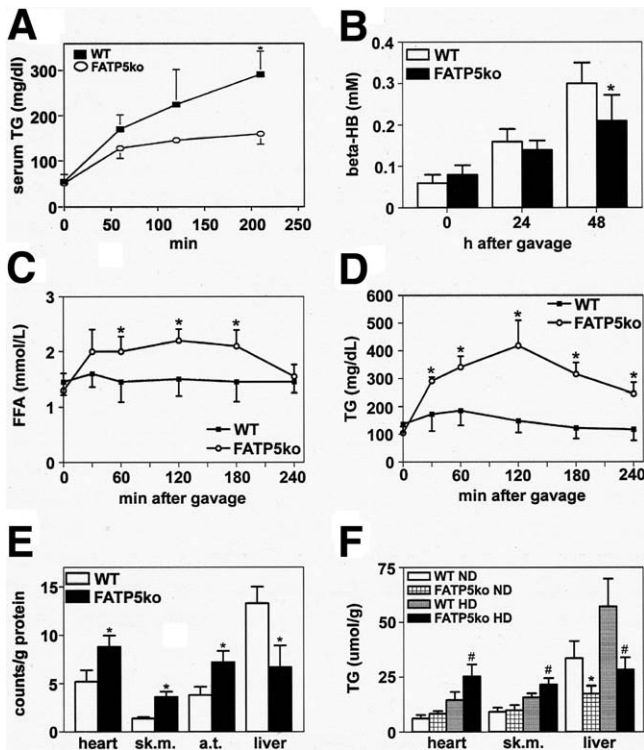 A
WT
FATP5ko
serum TG (mg/dl)
300
200
100
0
0 50 100 150 200 250
min
B
WT
FATP5ko
beta-HB (mM)
0.4
0.3
0.2
0.1
0
*
0 24 48
h after gavage
C
FFA (mmol/L)
3
2
1
0
* * *
WT
FATP5ko
0 60 120 180 240
min after gavage
D
WT
FATP5ko
TG (mg/dL)
600
500
400
300
200
100
0
* * * * *
0 60 120 180 240
min after gavage
E
WT
FATP5ko
counts/g protein
15
10
5
0
* * * *
heart sk.m. a.t. liver
F
WT ND
FATP5ko ND
WT HD
FATP5ko HD
TG (umol/g)
75
50
25
0
# # * #
heart sk.m. liver